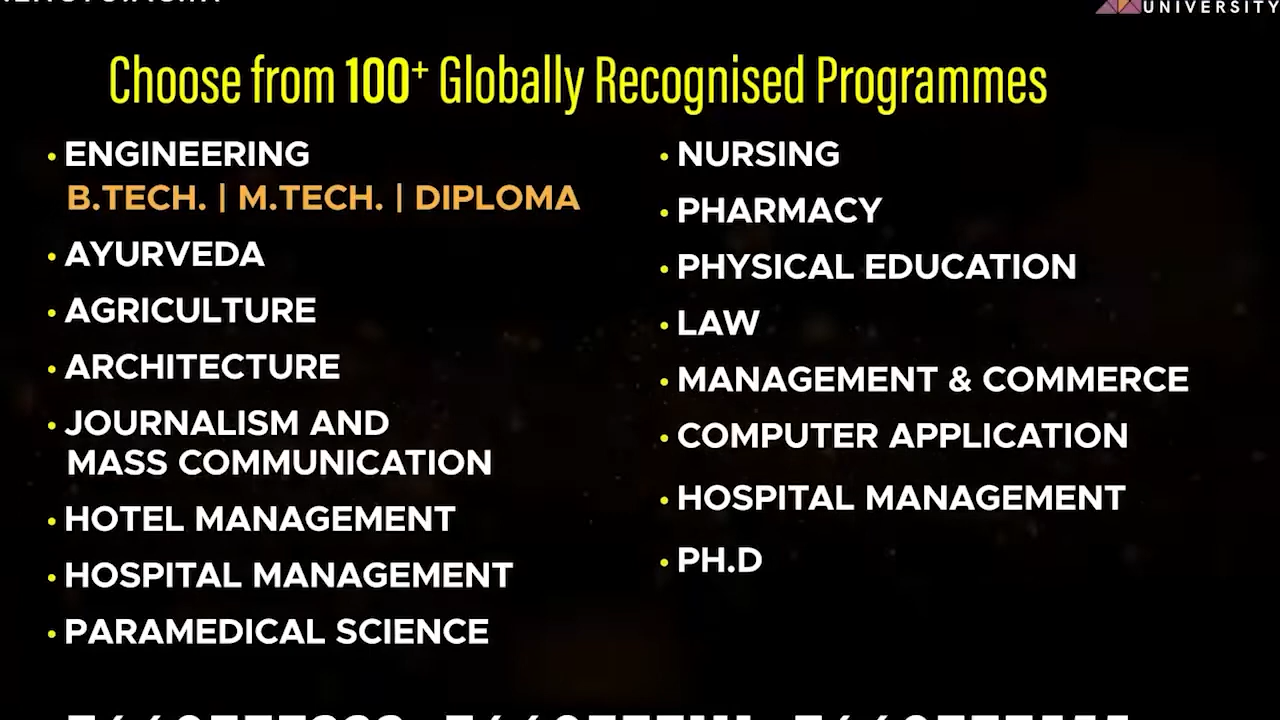 UNIVERSITY
Choose from 100+ Globally Recognised Programmes
• ENGINEERING
B.TECH. | M.TECH. | DIPLOMA
• AYURVEDA
• AGRICULTURE
• ARCHITECTURE
• JOURNALISM AND
MASS COMMUNICATION
• HOTEL MANAGEMENT
• HOSPITAL MANAGEMENT
• PARAMEDICAL SCIENCE
• NURSING
• PHARMACY
• PHYSICAL EDUCATION
• LAW
• MANAGEMENT & COMMERCE
• COMPUTER APPLICATION
• HOSPITAL MANAGEMENT
• PH.D